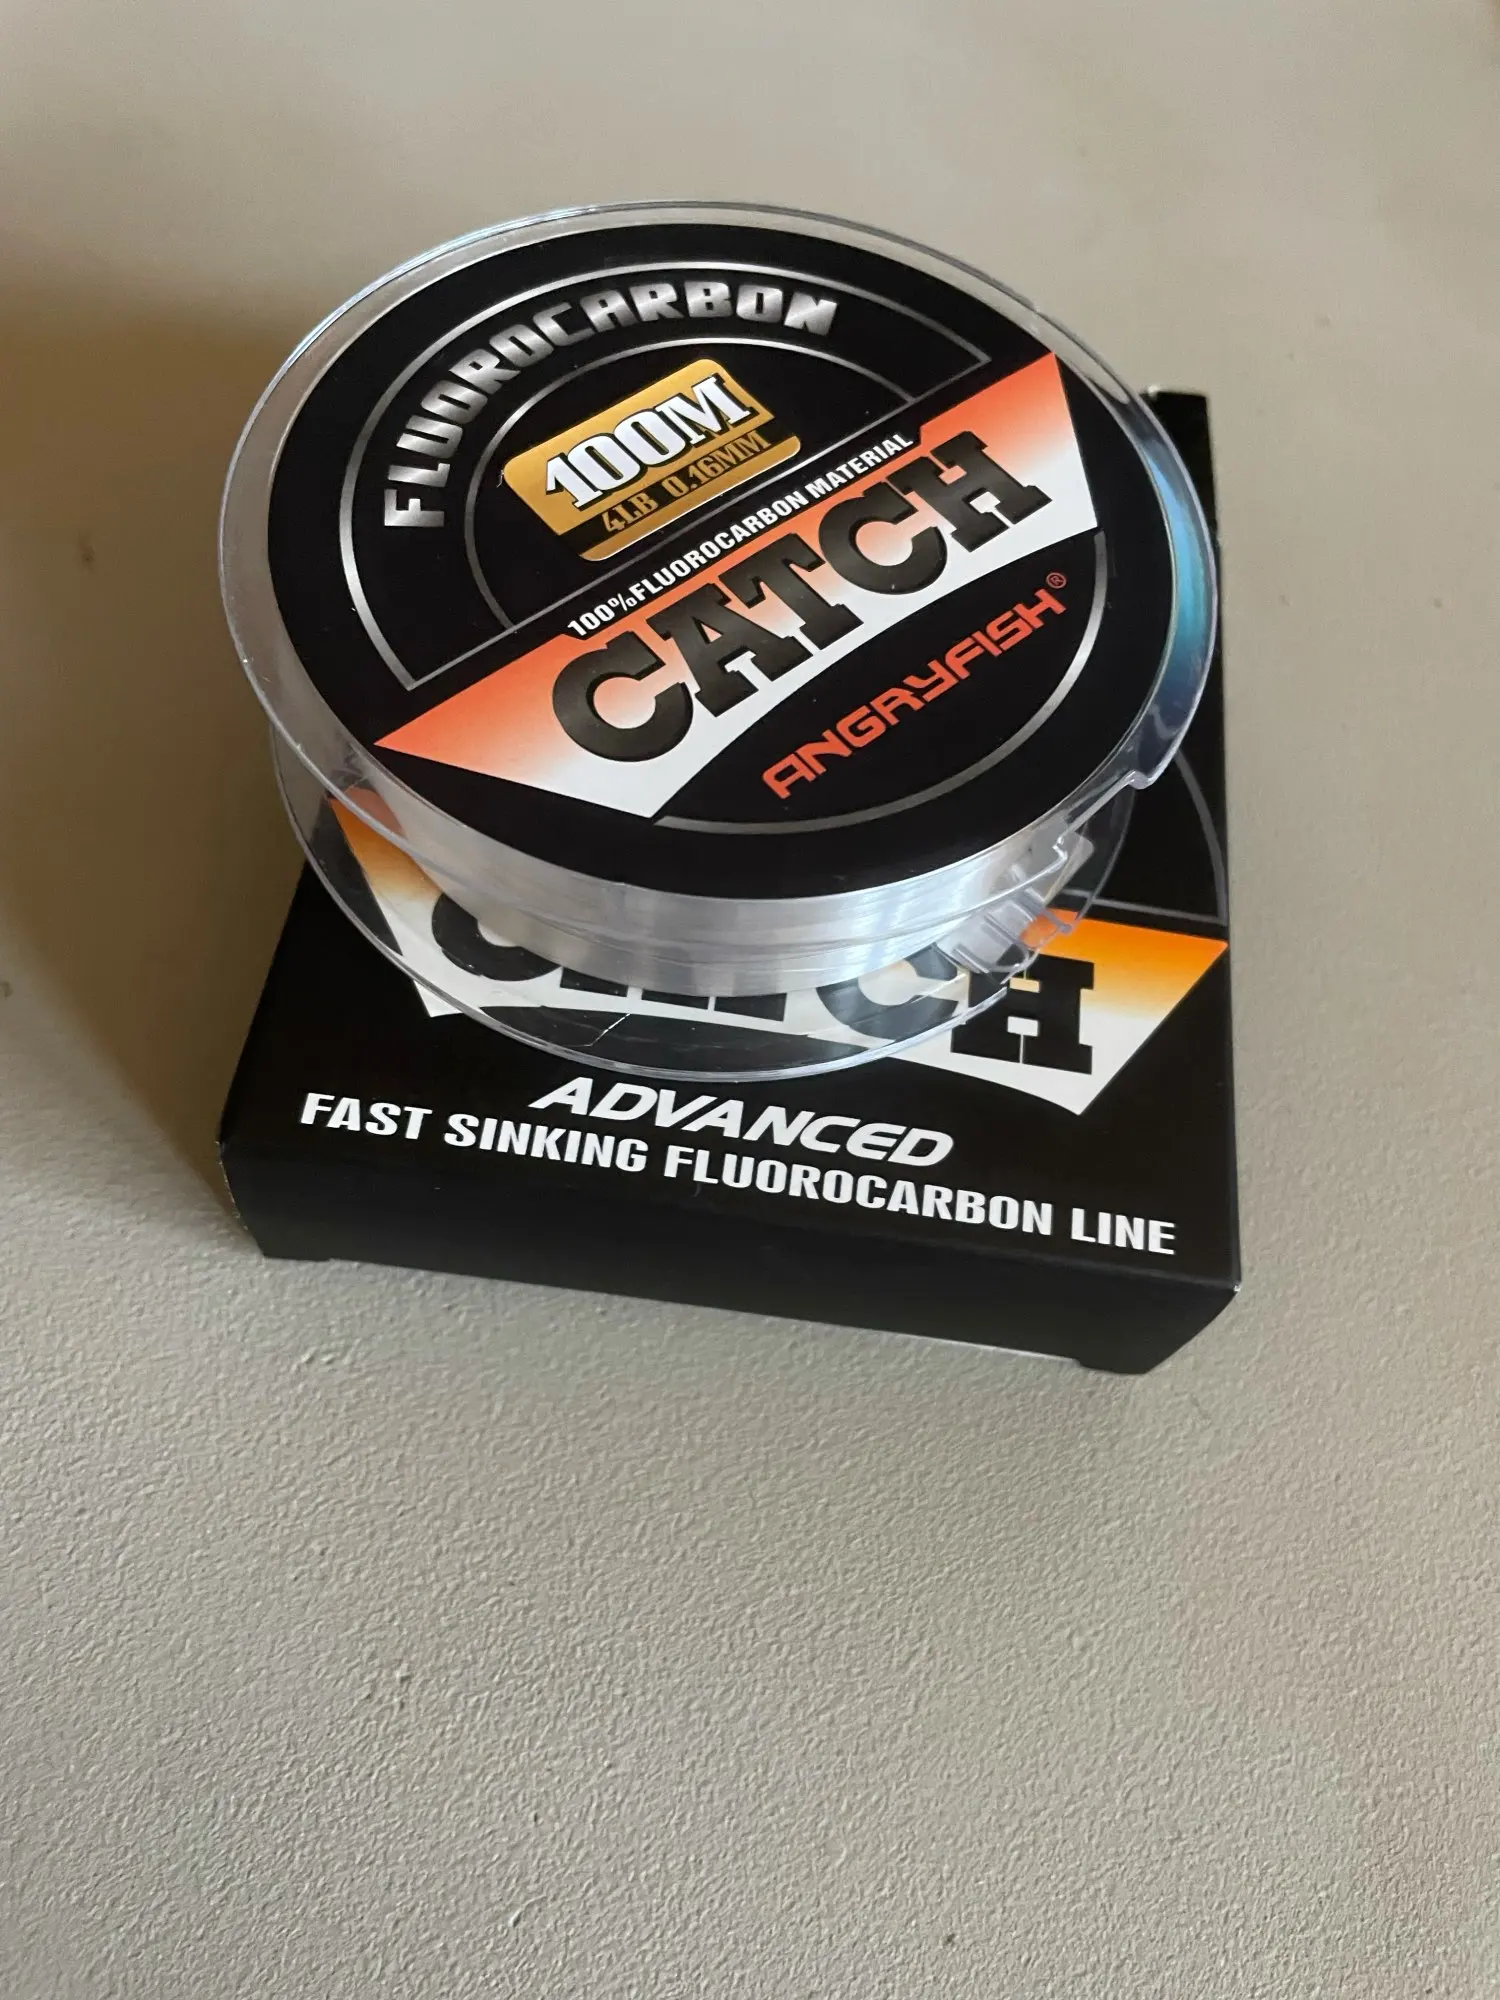 FLUOROCARBON
100M
4LB 0.16MM
100%FLUOROCARBON MATERIAL
CATCH
ANGRYFISH®
CATCH
ADVANCED
FAST SINKING FLUOROCARBON LINE